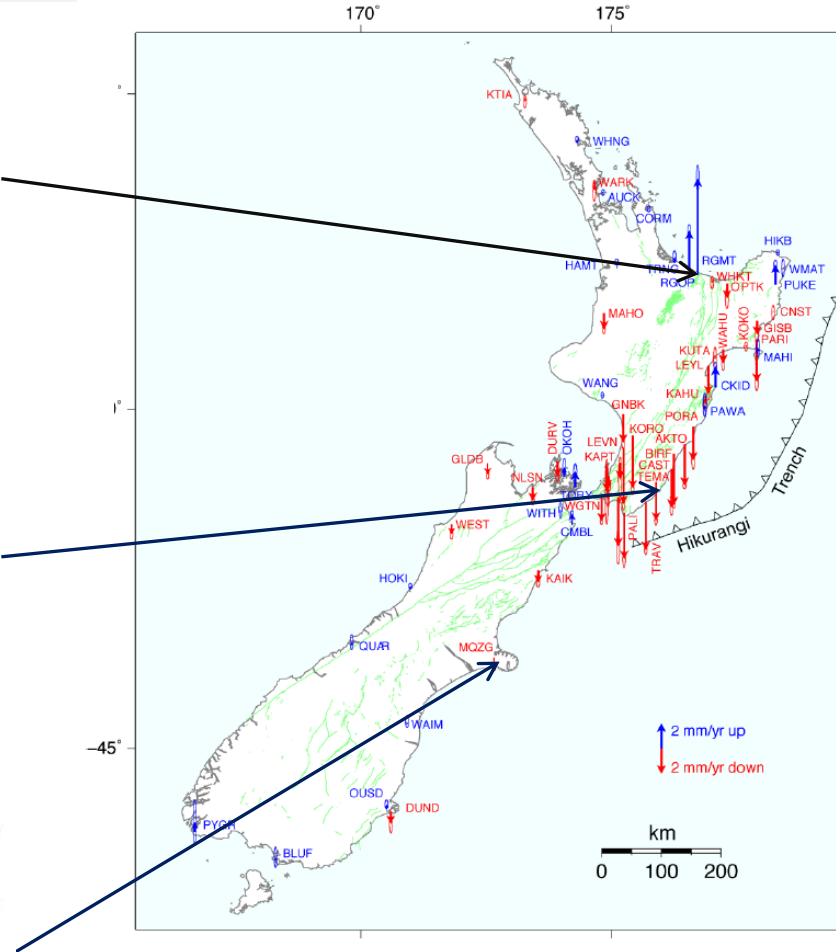 170°
175°
KTIA
WHNG
WARK
AUCK
CORM
HIKB
HAMT
TRNG
RGMT
WMAT
WHKT
RGOP
OPTK
PUKE
CNST
MAHO
WAHU
KOKO
GISB
PARI
KUTA
MAHI
LEYL
WANG
CKID
KAHU
GNBK
PAWA
PORA
DURV
OKOH
KORO
AKTO
LEVN
BIRF
KAPT
CAST
GLDB
TEMA
NLSN
WITH
WGTN
WEST
CMBL
PALI
TRAV
Hikurangi
Trench
HOKI
KAIK
QUAR
MQZG
WAIM
-45°
2 mm/yr up
2 mm/yr down
OUSD
DUND
PYGR
BLUF
km
0 100 200